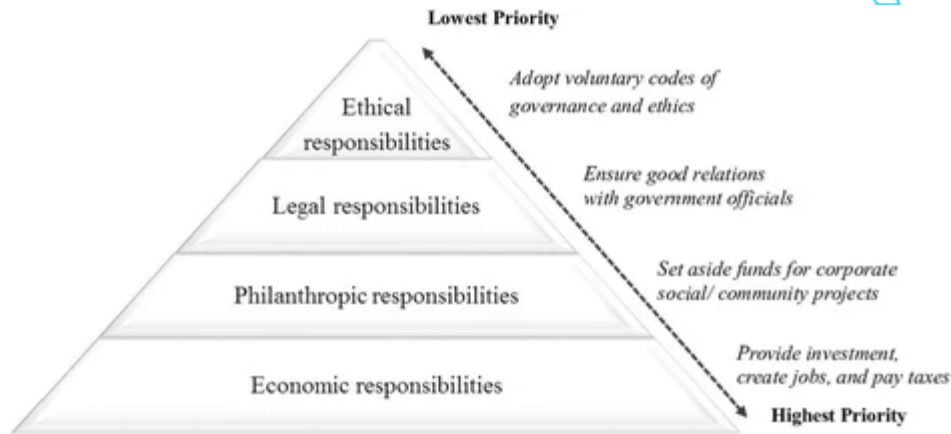 Lowest Priority
Adopt voluntary codes of
governance and ethics
Ethical
responsibilities
Ensure good relations
with government officials
Legal responsibilities
Set aside funds for corporate
social/ community projects
Philanthropic responsibilities
Provide investment,
create jobs, and pay taxes
Economic responsibilities
Highest Priority